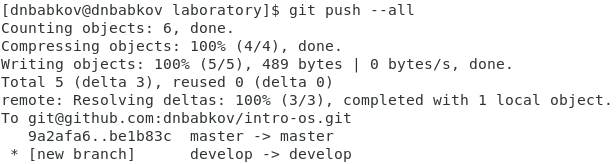 [dnbabkov@dnbabkov laboratory]$ git push --all
Counting objects: 6, done.
Compressing objects: 100% (4/4), done.
Writing objects: 100% (5/5), 489 bytes | 0 bytes/s, done.
Total 5 (delta 3), reused 0 (delta 0)
remote: Resolving deltas: 100% (3/3), completed with 1 local object.
To git@github.com:dnbabkov/intro-os.git
   9a2afa6..be1b83c  master -> master
 * [new branch]      develop -> develop